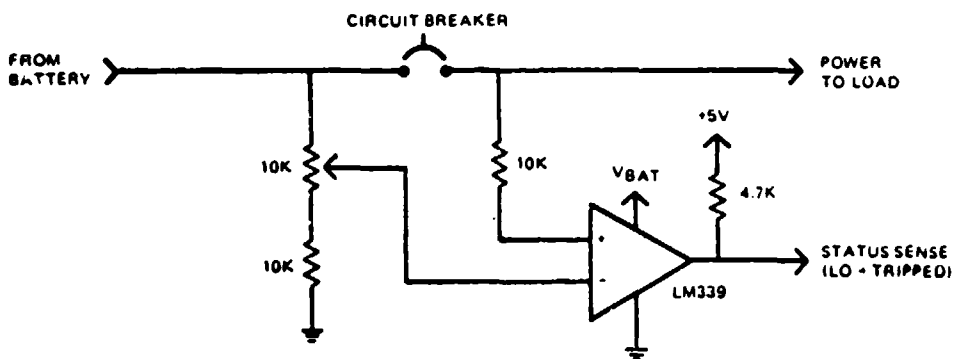 CIRCUIT BREAKER
FROM
BATTERY
POWER
TO LOAD
+5V
10K
10K
VBAT
4.7K
10K
+
-
STATUS SENSE
(LO = TRIPPED)
LM339